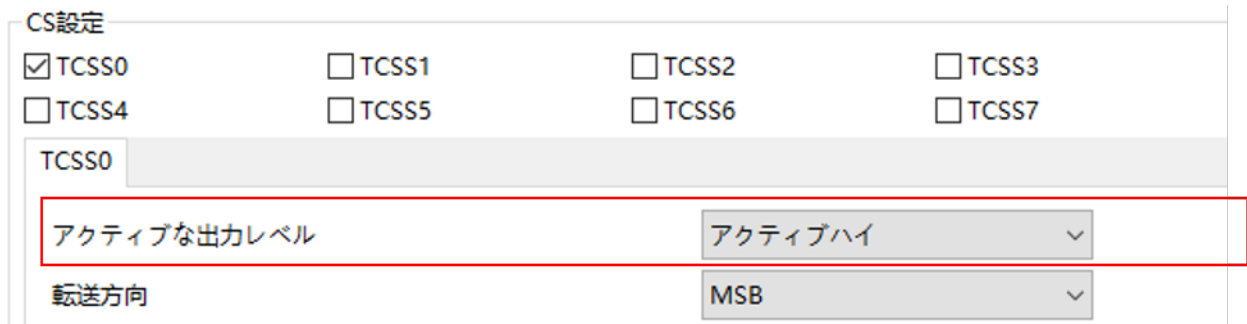 CS設定
TCSS0 TCSS1 TCSS2 TCSS3
TCSS4 TCSS5 TCSS6 TCSS7
TCSS0
アクティブな出力レベル アクティブハイ
転送方向 MSB